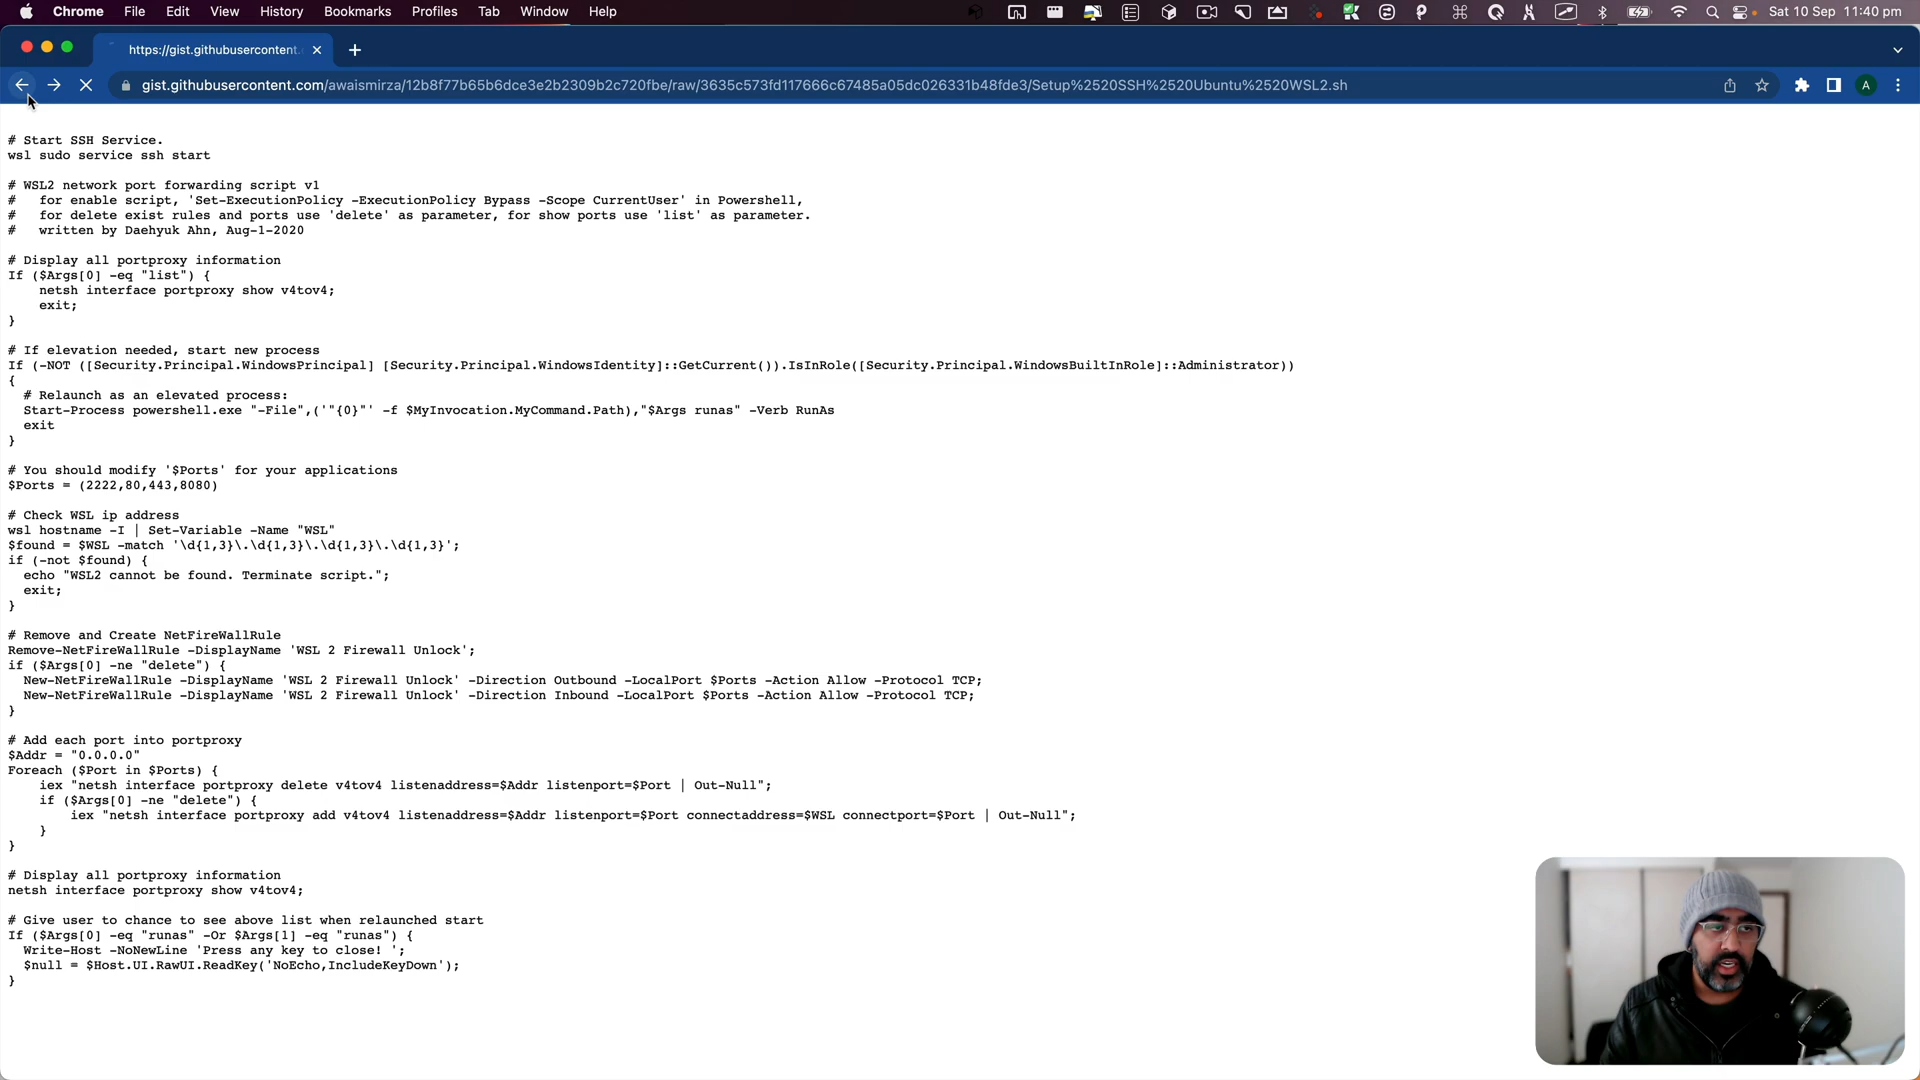 Chrome File Edit View History Bookmarks Profiles Tab Window Help Sat 10 Sep 11:40 pm
https://gist.githubusercontent.
gist.githubusercontent.com/awaismirza/12b8f77b65b6dce3e2b2309b2c720fbe/raw/3635c573fd117666c67485a05dc026331b48fde3/Setup%2520SSH%2520Ubuntu%2520WSL2.sh A
# Start SSH Service.
wsl sudo service ssh start
# WSL2 network port forwarding script v1
#   for enable script, 'Set-ExecutionPolicy -ExecutionPolicy Bypass -Scope CurrentUser' in Powershell,
#   for delete exist rules and ports use 'delete' as parameter, for show ports use 'list' as parameter.
#   written by Daehyuk Ahn, Aug-1-2020
# Display all portproxy information
If ($Args[0] -eq "list") {
    netsh interface portproxy show v4tov4;
    exit;
}
# If elevation needed, start new process
If (-NOT ([Security.Principal.WindowsPrincipal] [Security.Principal.WindowsIdentity]::GetCurrent()).IsInRole([Security.Principal.WindowsBuiltInRole]::Administrator))
{
  # Relaunch as an elevated process:
  Start-Process powershell.exe "-File",('"{0}"' -f $MyInvocation.MyCommand.Path),"$Args runas" -Verb RunAs
  exit
}
# You should modify '$Ports' for your applications
$Ports = (2222,80,443,8080)
# Check WSL ip address
wsl hostname -I | Set-Variable -Name "WSL"
$found = $WSL -match '\d{1,3}\.\d{1,3}\.\d{1,3}\.\d{1,3}';
if (-not $found) {
  echo "WSL2 cannot be found. Terminate script.";
  exit;
}
# Remove and Create NetFireWallRule
Remove-NetFireWallRule -DisplayName 'WSL 2 Firewall Unlock';
if ($Args[0] -ne "delete") {
  New-NetFireWallRule -DisplayName 'WSL 2 Firewall Unlock' -Direction Outbound -LocalPort $Ports -Action Allow -Protocol TCP;
  New-NetFireWallRule -DisplayName 'WSL 2 Firewall Unlock' -Direction Inbound -LocalPort $Ports -Action Allow -Protocol TCP;
}
# Add each port into portproxy
$Addr = "0.0.0.0"
Foreach ($Port in $Ports) {
    iex "netsh interface portproxy delete v4tov4 listenaddress=$Addr listenport=$Port | Out-Null";
    if ($Args[0] -ne "delete") {
        iex "netsh interface portproxy add v4tov4 listenaddress=$Addr listenport=$Port connectaddress=$WSL connectport=$Port | Out-Null";
    }
}
# Display all portproxy information
netsh interface portproxy show v4tov4;
# Give user to chance to see above list when relaunched start
If ($Args[0] -eq "runas" -Or $Args[1] -eq "runas") {
  Write-Host -NoNewLine 'Press any key to close! ';
  $null = $Host.UI.RawUI.ReadKey('NoEcho,IncludeKeyDown');
}